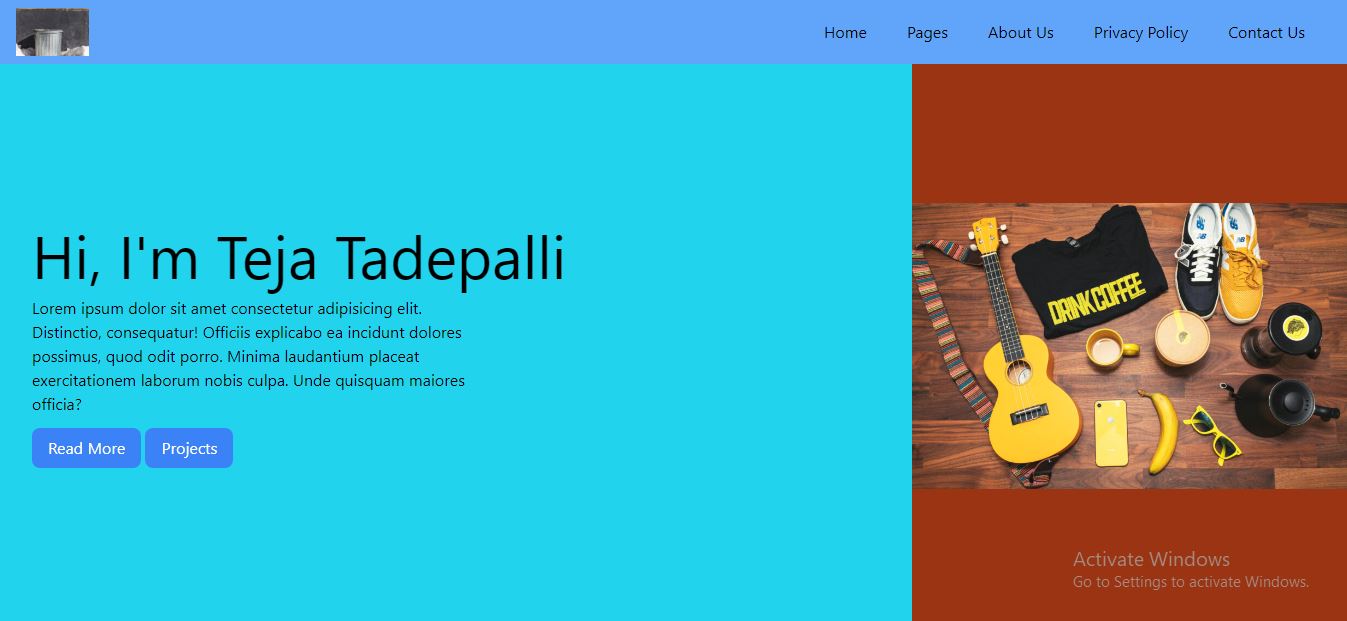 Home
Pages
About Us
Privacy Policy
Contact Us
Hi, I'm Teja Tadepalli
Lorem ipsum dolor sit amet consectetur adipisicing elit.
Distinctio, consequatur! Officiis explicabo ea incidunt dolores
possimus, quod odit porro. Minima laudantium placeat
exercitationem laborum nobis culpa. Unde quisquam maiores
officia?
Read More
Projects
DRINK COFFEE
Activate Windows
Go to Settings to activate Windows.